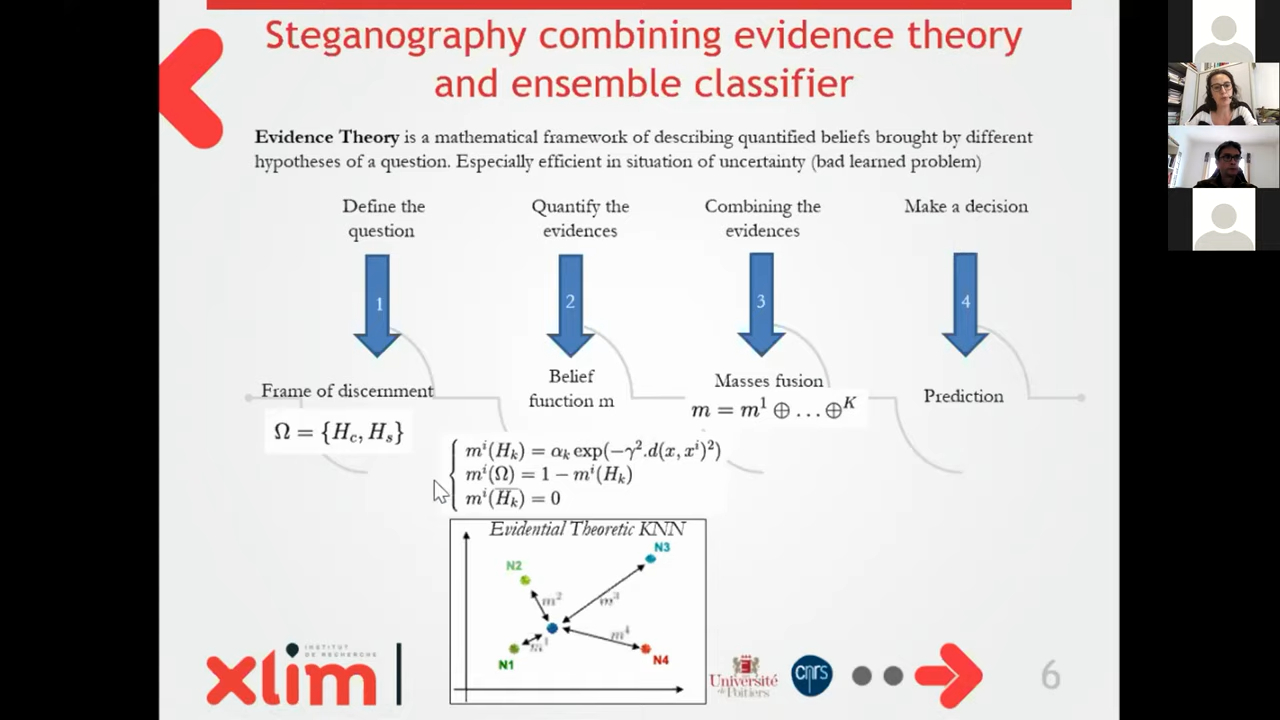 Steganography combining evidence theory
and ensemble classifier
Evidence Theory is a mathematical framework of describing quantified beliefs brought by different
hypotheses of a question. Especially efficient in situation of uncertainty (bad learned problem)
Define the
question
Quantify the
evidences
Combining the
evidences
Make a decision
1
2
3
4
Frame of discernment
Ω = {H_c, H_s}
Belief
function m
Masses fusion
m = m¹ ⊕ … ⊕^K
Prediction
m^i(H_k) = α_k exp(−γ².d(x, x^i)²)
m^i(Ω) = 1 − m^i(H_k)
m^i(\overline{H_k}) = 0
Evidential Theoretic KNN
N3
N2
m²
m³
m¹
m⁴
N1
N4
INSTITUT
DE RECHERCHE
xlim
Université
de Poitiers
cnrs
6